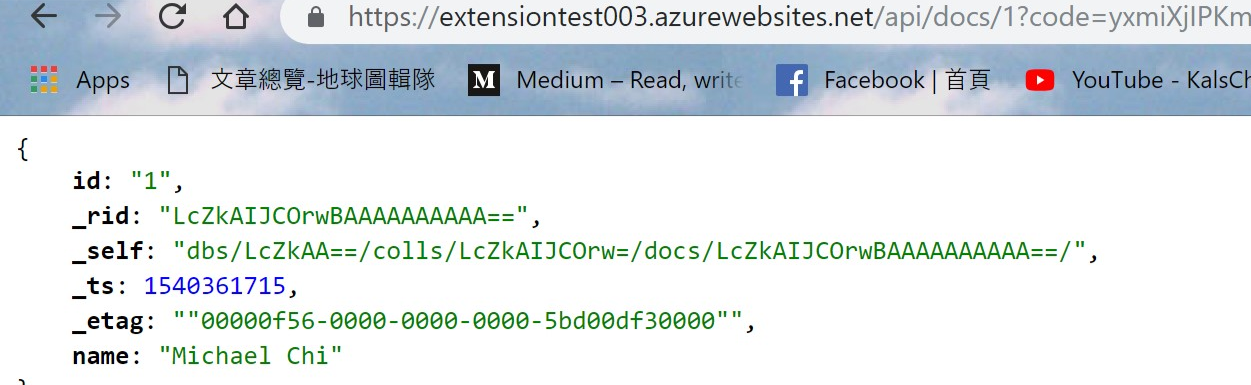 https://extensiontest003.azurewebsites.net/api/docs/1?code=yxmiXjIPKm
Apps 文章總覽-地球圖輯隊 M Medium – Read, write Facebook | 首頁 YouTube - KalsCh
{
id: "1",
_rid: "LcZkAIJCOrwBAAAAAAAAAA==",
_self: "dbs/LcZkAA==/colls/LcZkAIJCOrw=/docs/LcZkAIJCOrwBAAAAAAAAAA==/",
_ts: 1540361715,
_etag: ""00000f56-0000-0000-0000-5bd00df30000"",
name: "Michael Chi"
}